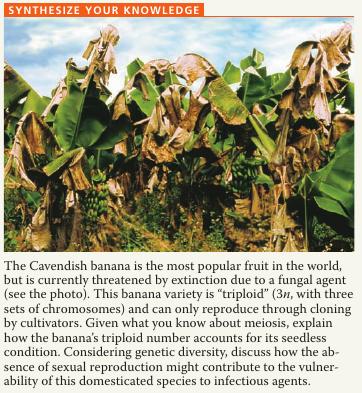 SYNTHESIZE YOUR KNOWLEDGE
The Cavendish banana is the most popular fruit in the world,
but is currently threatened by extinction due to a fungal agent
(see the photo). This banana variety is “triploid” (3n, with three
sets of chromosomes) and can only reproduce through cloning
by cultivators. Given what you know about meiosis, explain
how the banana’s triploid number accounts for its seedless
condition. Considering genetic diversity, discuss how the ab-
sence of sexual reproduction might contribute to the vulner-
ability of this domesticated species to infectious agents.